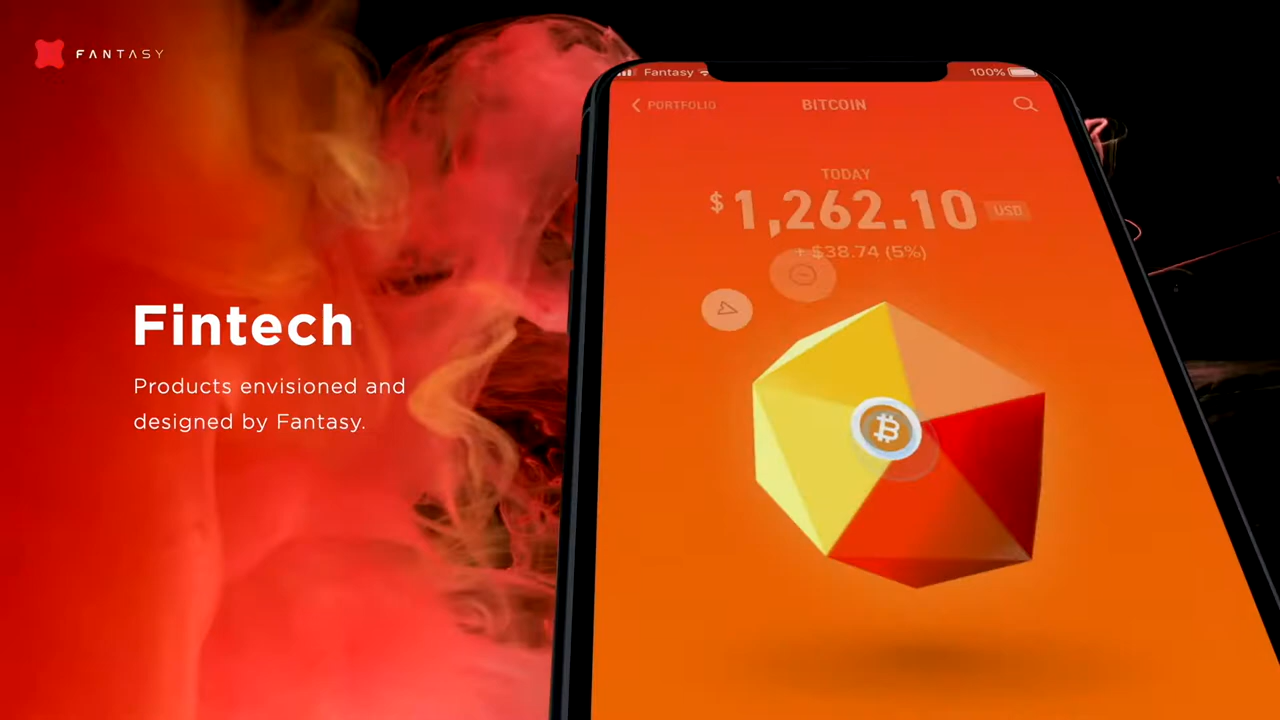 FANTASY
Fantasy
100%
PORTFOLIO
BITCOIN
TODAY
$1,262.10 USD
+ $38.74 (5%)
Fintech
Products envisioned and
designed by Fantasy.